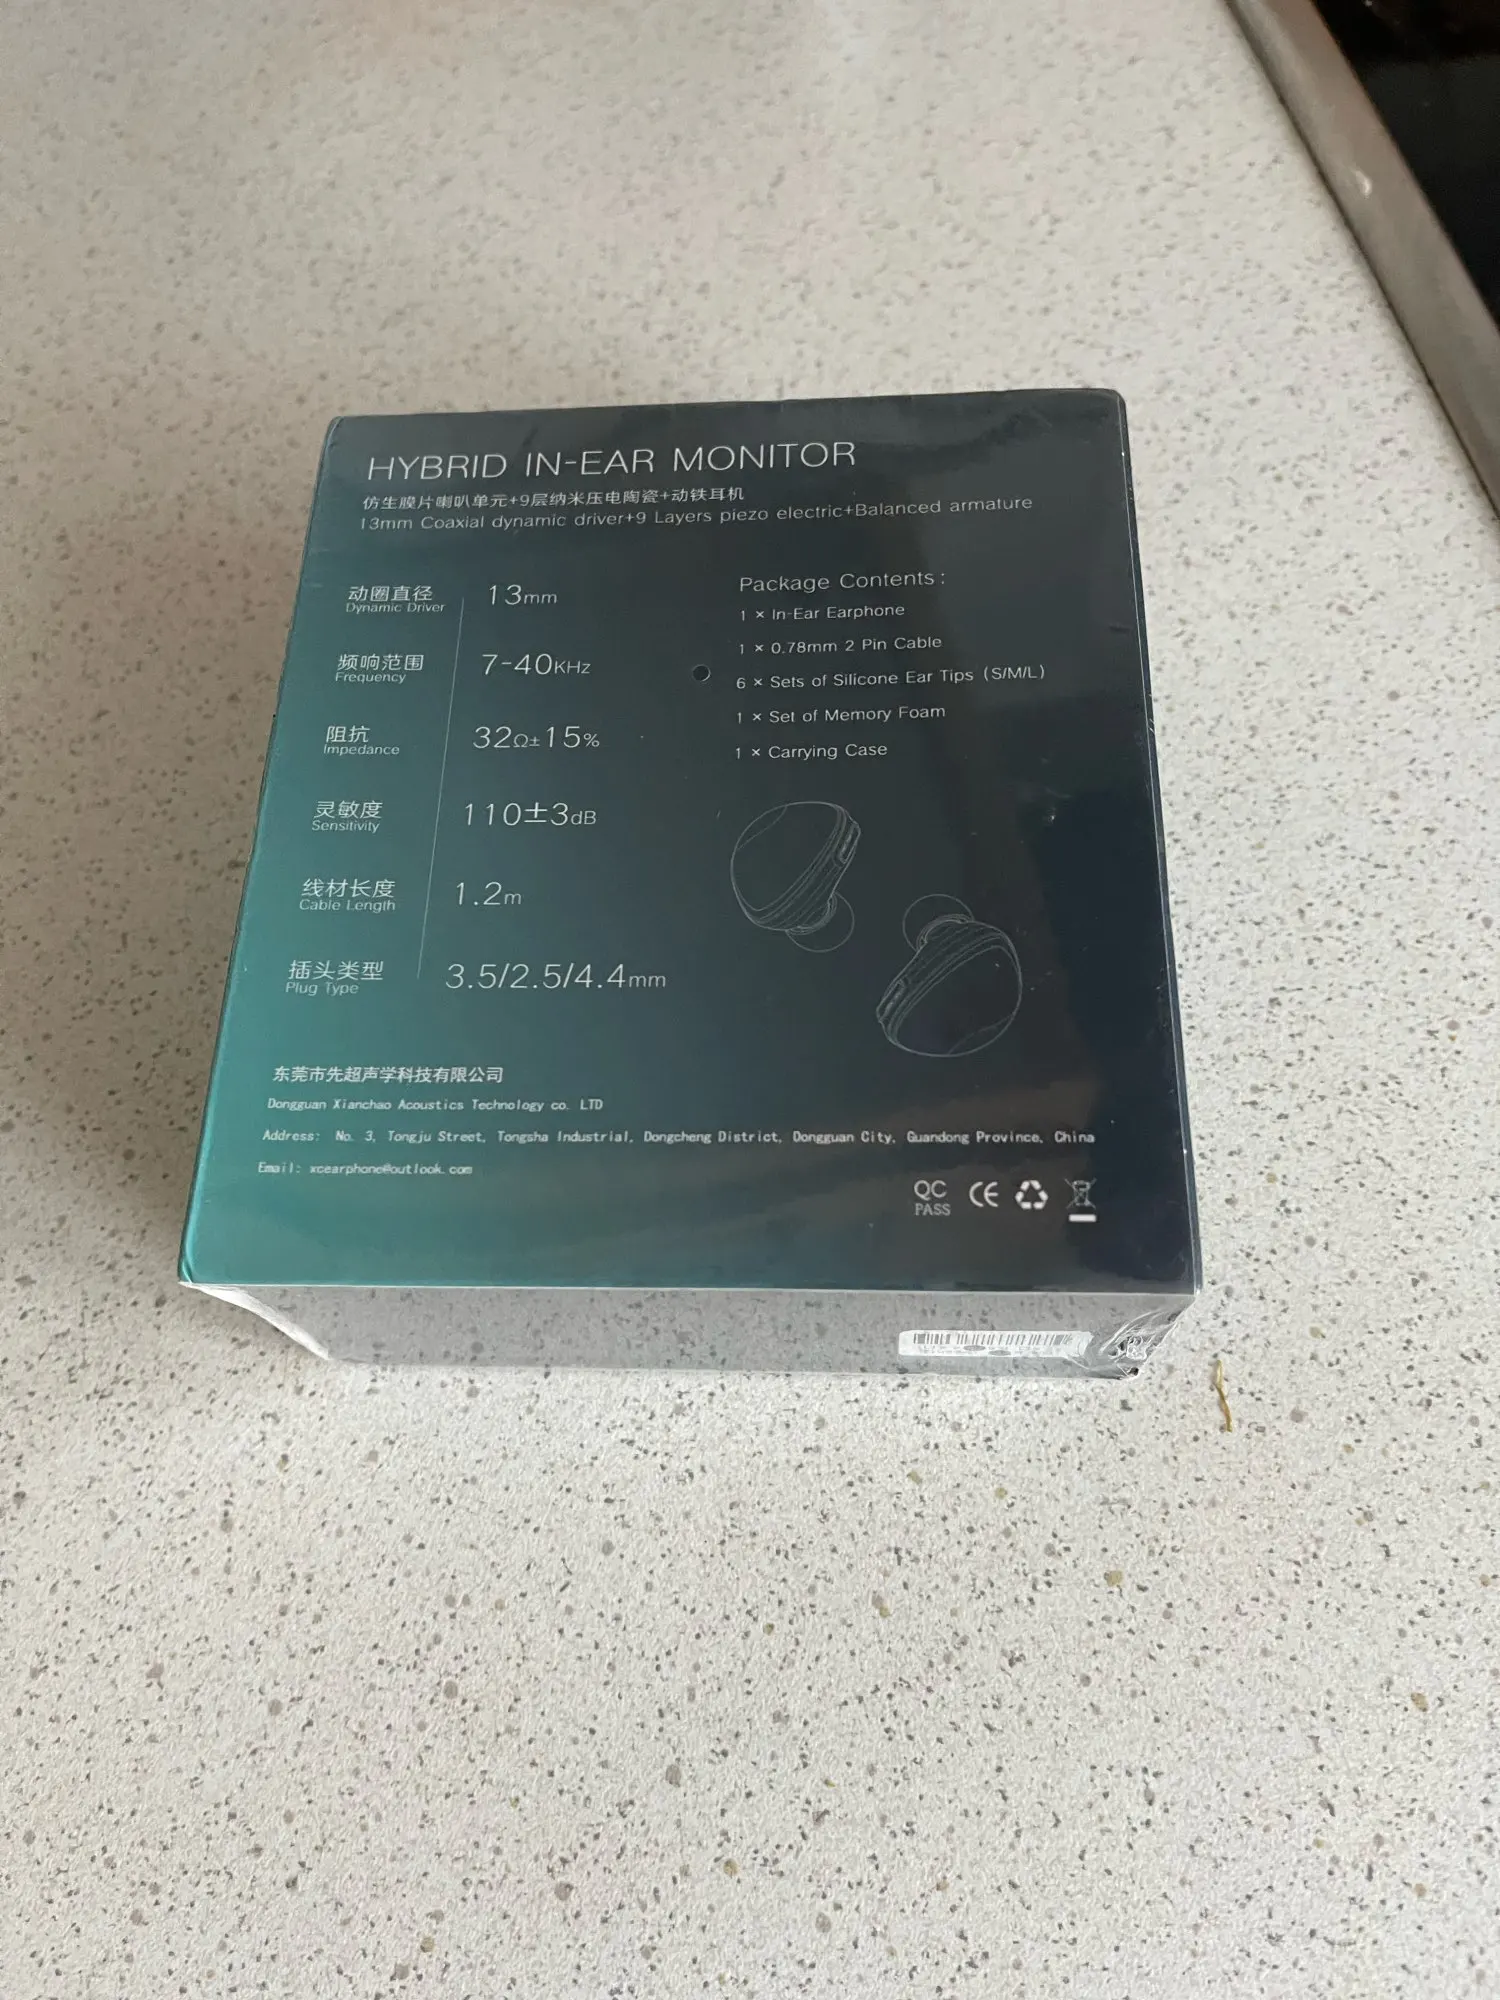 HYBRID IN-EAR MONITOR
仿生膜片喇叭单元+9层纳米压电陶瓷+动铁耳机
13mm Coaxial dynamic driver+9 Layers piezo electric+Balanced armature
动圈直径
Dynamic Driver
13mm
频响范围
Frequency
7-40KHz
阻抗
Impedance
32Ω±15%
灵敏度
Sensitivity
110±3dB
线材长度
Cable Length
1.2m
插头类型
Plug Type
3.5/2.5/4.4mm
Package Contents:
1 × In-Ear Earphone
1 × 0.78mm 2 Pin Cable
6 × Sets of Silicone Ear Tips (S/M/L)
1 × Set of Memory Foam
1 × Carrying Case
东莞市先超声学科技有限公司
Dongguan Xianchao Acoustics Technology co. LTD
Address: No. 3, Tongju Street, Tongsha Industrial, Dongcheng District, Dongguan City, Guandong Province, China
Email: xcearphone@outlook.com
QC
PASS
CE